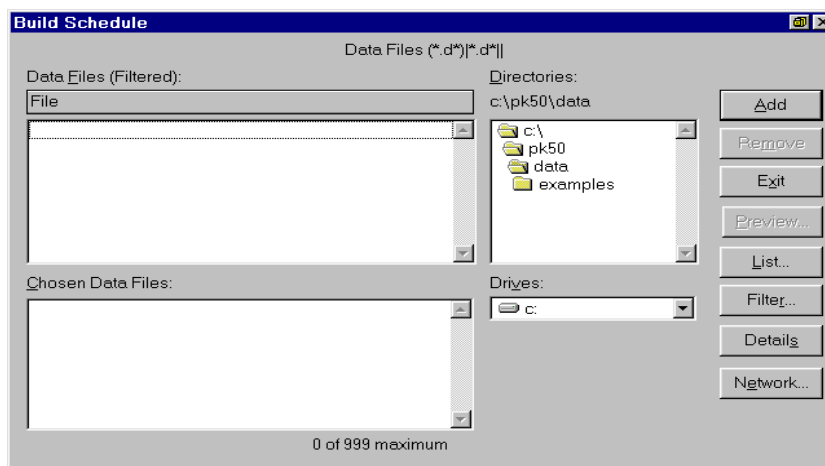 Build Schedule
Data Files (*.d*)|*.d*||
Data Files (Filtered):
File
Chosen Data Files:
0 of 999 maximum
Directories:
c:\pk50\data
c:\
pk50
data
examples
Drives:
c:
Add
Remove
Exit
Preview...
List...
Filter...
Details
Network...